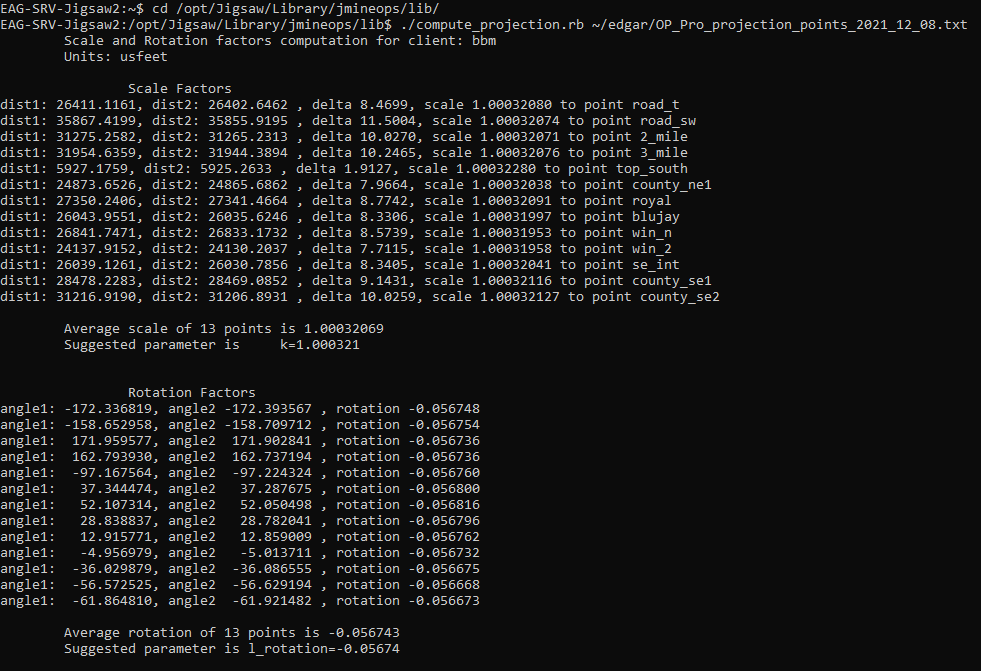 EAG-SRV-Jigsaw2:~$ cd /opt/Jigsaw/Library/jmineops/lib/
EAG-SRV-Jigsaw2:/opt/Jigsaw/Library/jmineops/lib$ ./compute_projection.rb ~/edgar/OP_Pro_projection_points_2021_12_08.txt
Scale and Rotation factors computation for client: bbm
Units: usfeet
Scale Factors
dist1: 26411.1161, dist2: 26402.6462 , delta 8.4699, scale 1.00032080 to point road_t
dist1: 35867.4199, dist2: 35855.9195 , delta 11.5004, scale 1.00032074 to point road_sw
dist1: 31275.2582, dist2: 31265.2313 , delta 10.0270, scale 1.00032071 to point 2_mile
dist1: 31954.6359, dist2: 31944.3894 , delta 10.2465, scale 1.00032076 to point 3_mile
dist1: 5927.1759, dist2: 5925.2633 , delta 1.9127, scale 1.00032280 to point top_south
dist1: 24873.6526, dist2: 24865.6862 , delta 7.9664, scale 1.00032038 to point county_ne1
dist1: 27350.2406, dist2: 27341.4664 , delta 8.7742, scale 1.00032091 to point royal
dist1: 26043.9551, dist2: 26035.6246 , delta 8.3306, scale 1.00031997 to point blujay
dist1: 26841.7471, dist2: 26833.1732 , delta 8.5739, scale 1.00031953 to point win_n
dist1: 24137.9152, dist2: 24130.2037 , delta 7.7115, scale 1.00031958 to point win_2
dist1: 26039.1261, dist2: 26030.7856 , delta 8.3405, scale 1.00032041 to point se_int
dist1: 28478.2283, dist2: 28469.0852 , delta 9.1431, scale 1.00032116 to point county_se1
dist1: 31216.9190, dist2: 31206.8931 , delta 10.0259, scale 1.00032127 to point county_se2
Average scale of 13 points is 1.00032069
Suggested parameter is     k=1.000321
Rotation Factors
angle1: -172.336819, angle2 -172.393567 , rotation -0.056748
angle1: -158.652958, angle2 -158.709712 , rotation -0.056754
angle1:  171.959577, angle2  171.902841 , rotation -0.056736
angle1:  162.793930, angle2  162.737194 , rotation -0.056736
angle1:  -97.167564, angle2  -97.224324 , rotation -0.056760
angle1:   37.344474, angle2   37.287675 , rotation -0.056800
angle1:   52.107314, angle2   52.050498 , rotation -0.056816
angle1:   28.838837, angle2   28.782041 , rotation -0.056796
angle1:   12.915771, angle2   12.859009 , rotation -0.056762
angle1:   -4.956979, angle2   -5.013711 , rotation -0.056732
angle1:  -36.029879, angle2  -36.086555 , rotation -0.056675
angle1:  -56.572525, angle2  -56.629194 , rotation -0.056668
angle1:  -61.864810, angle2  -61.921482 , rotation -0.056673
Average rotation of 13 points is -0.056743
Suggested parameter is l_rotation=-0.05674